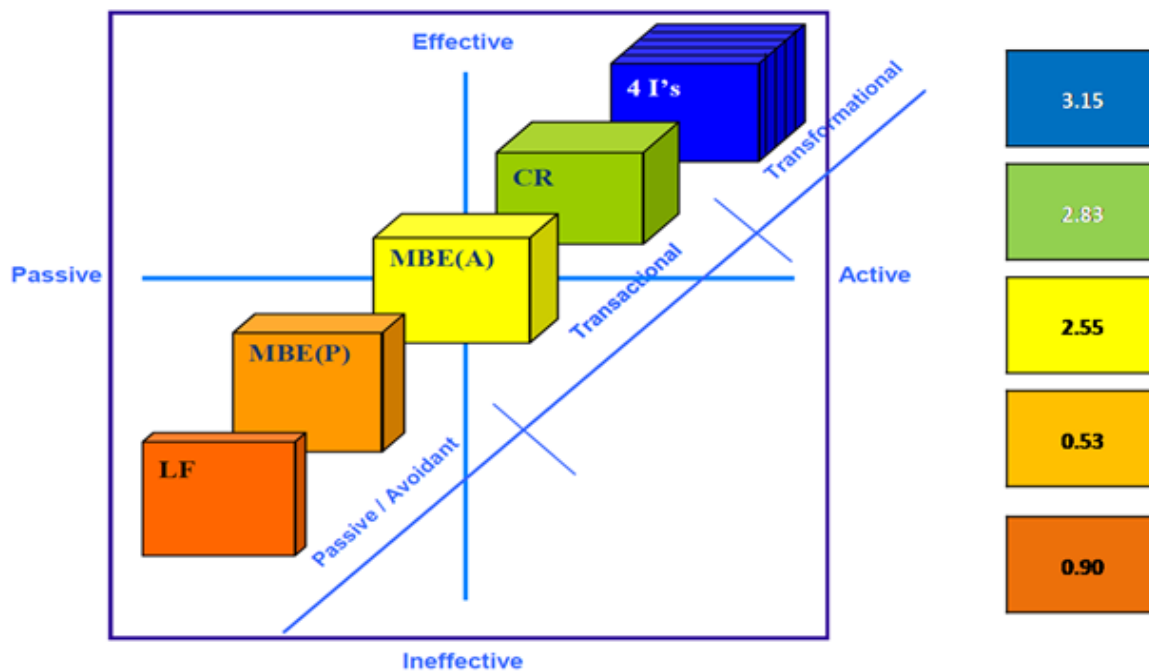 Effective
4 I's
Transformational
3.15
CR
2.83
Passive
MBE(A)
Transactional
Active
2.55
MBE(P)
0.53
LF
Passive / Avoidant
0.90
Ineffective